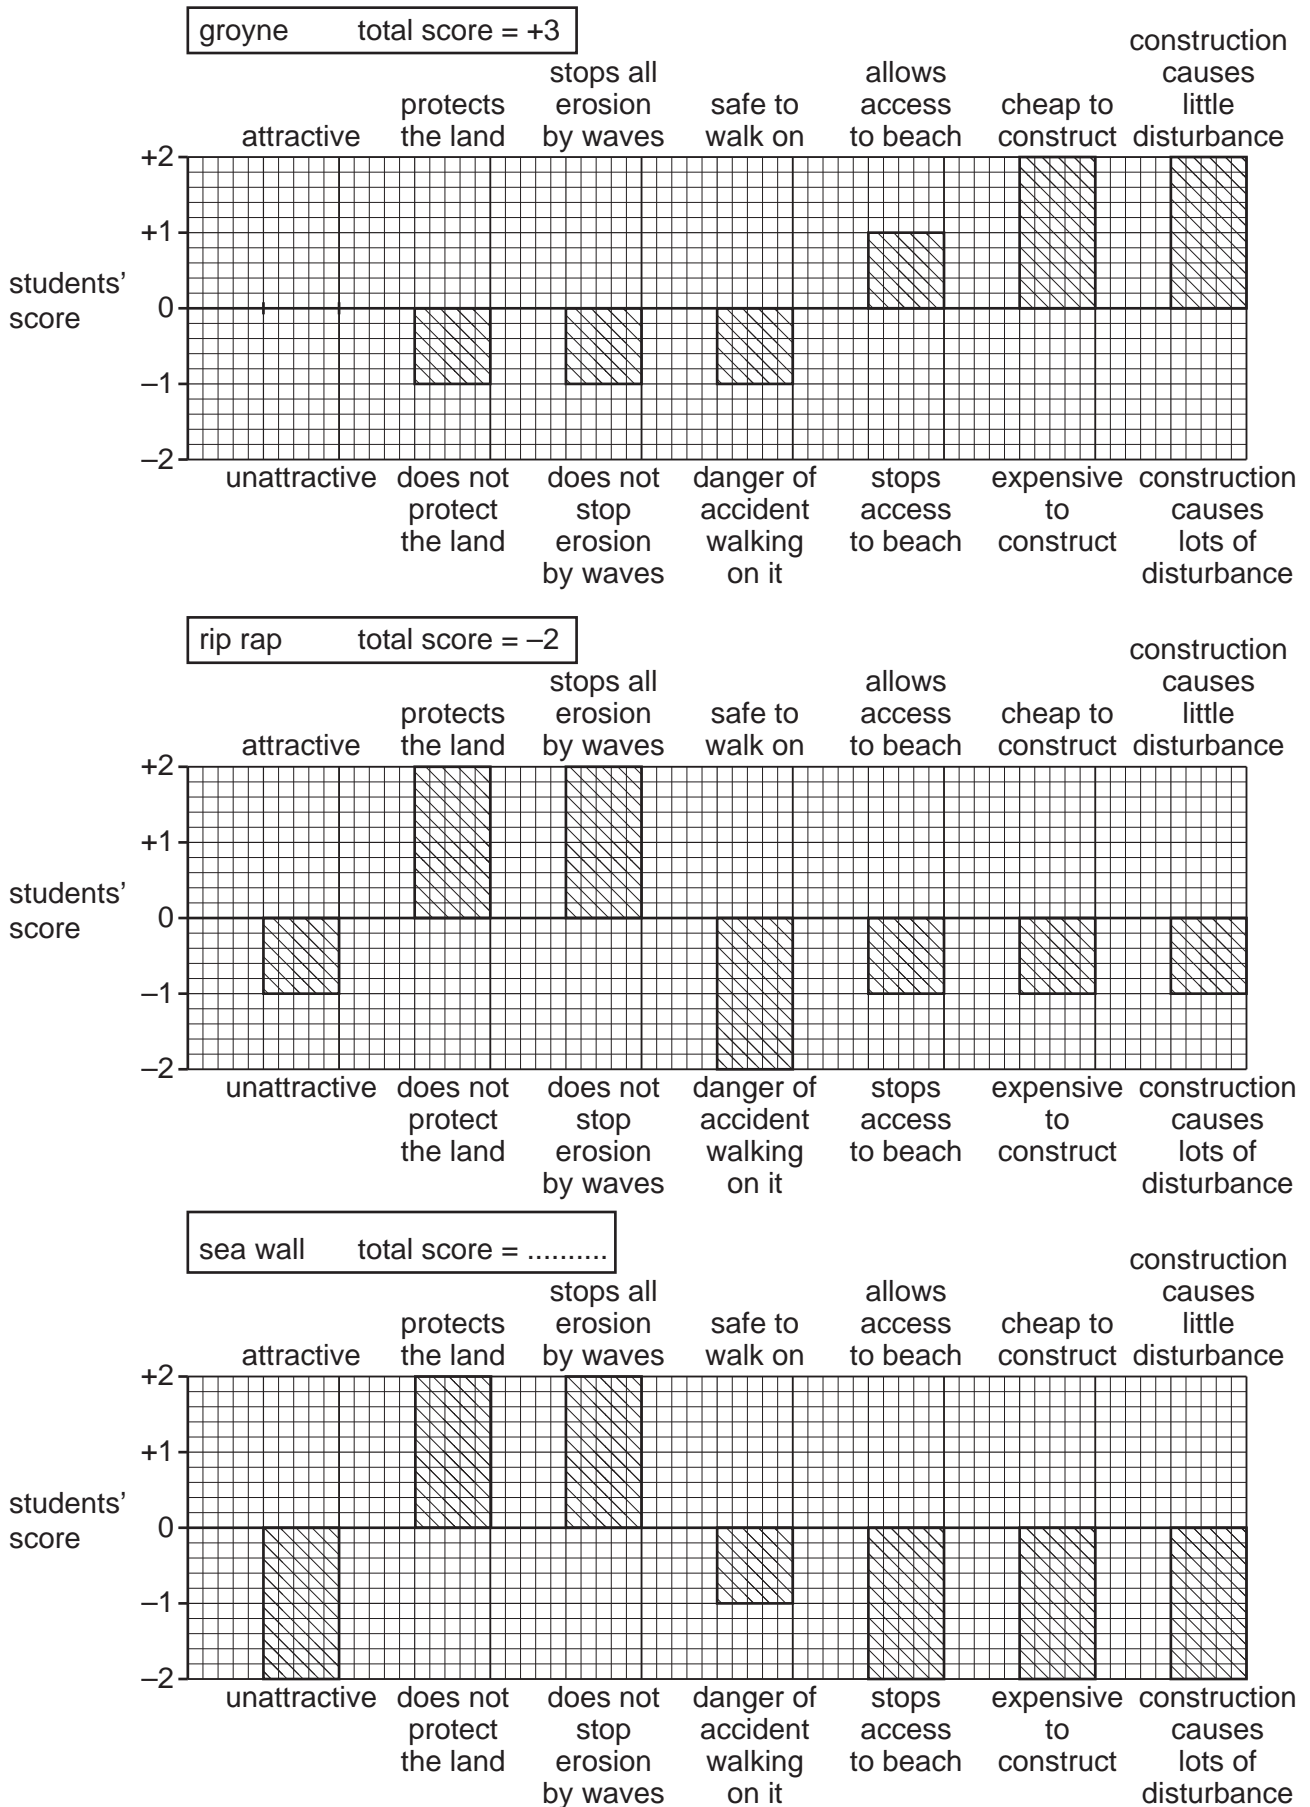 groyne total score = +3
construction
stops all allows causes
protects erosion safe to access cheap to little
attractive the land by waves walk on to beach construct disturbance
+2
+1
students’
score
0
–1
–2
unattractive does not does not danger of stops expensive construction
protect stop accident access to causes
the land erosion walking to beach construct lots of
by waves on it disturbance
rip rap total score = –2
construction
stops all allows causes
protects erosion safe to access cheap to little
attractive the land by waves walk on to beach construct disturbance
+2
+1
students’
score
0
–1
–2
unattractive does not does not danger of stops expensive construction
protect stop accident access to causes
the land erosion walking to beach construct lots of
by waves on it disturbance
sea wall total score = ..........
construction
stops all allows causes
protects erosion safe to access cheap to little
attractive the land by waves walk on to beach construct disturbance
+2
+1
students’
score
0
–1
–2
unattractive does not does not danger of stops expensive construction
protect stop accident access to causes
the land erosion walking to beach construct lots of
by waves on it disturbance